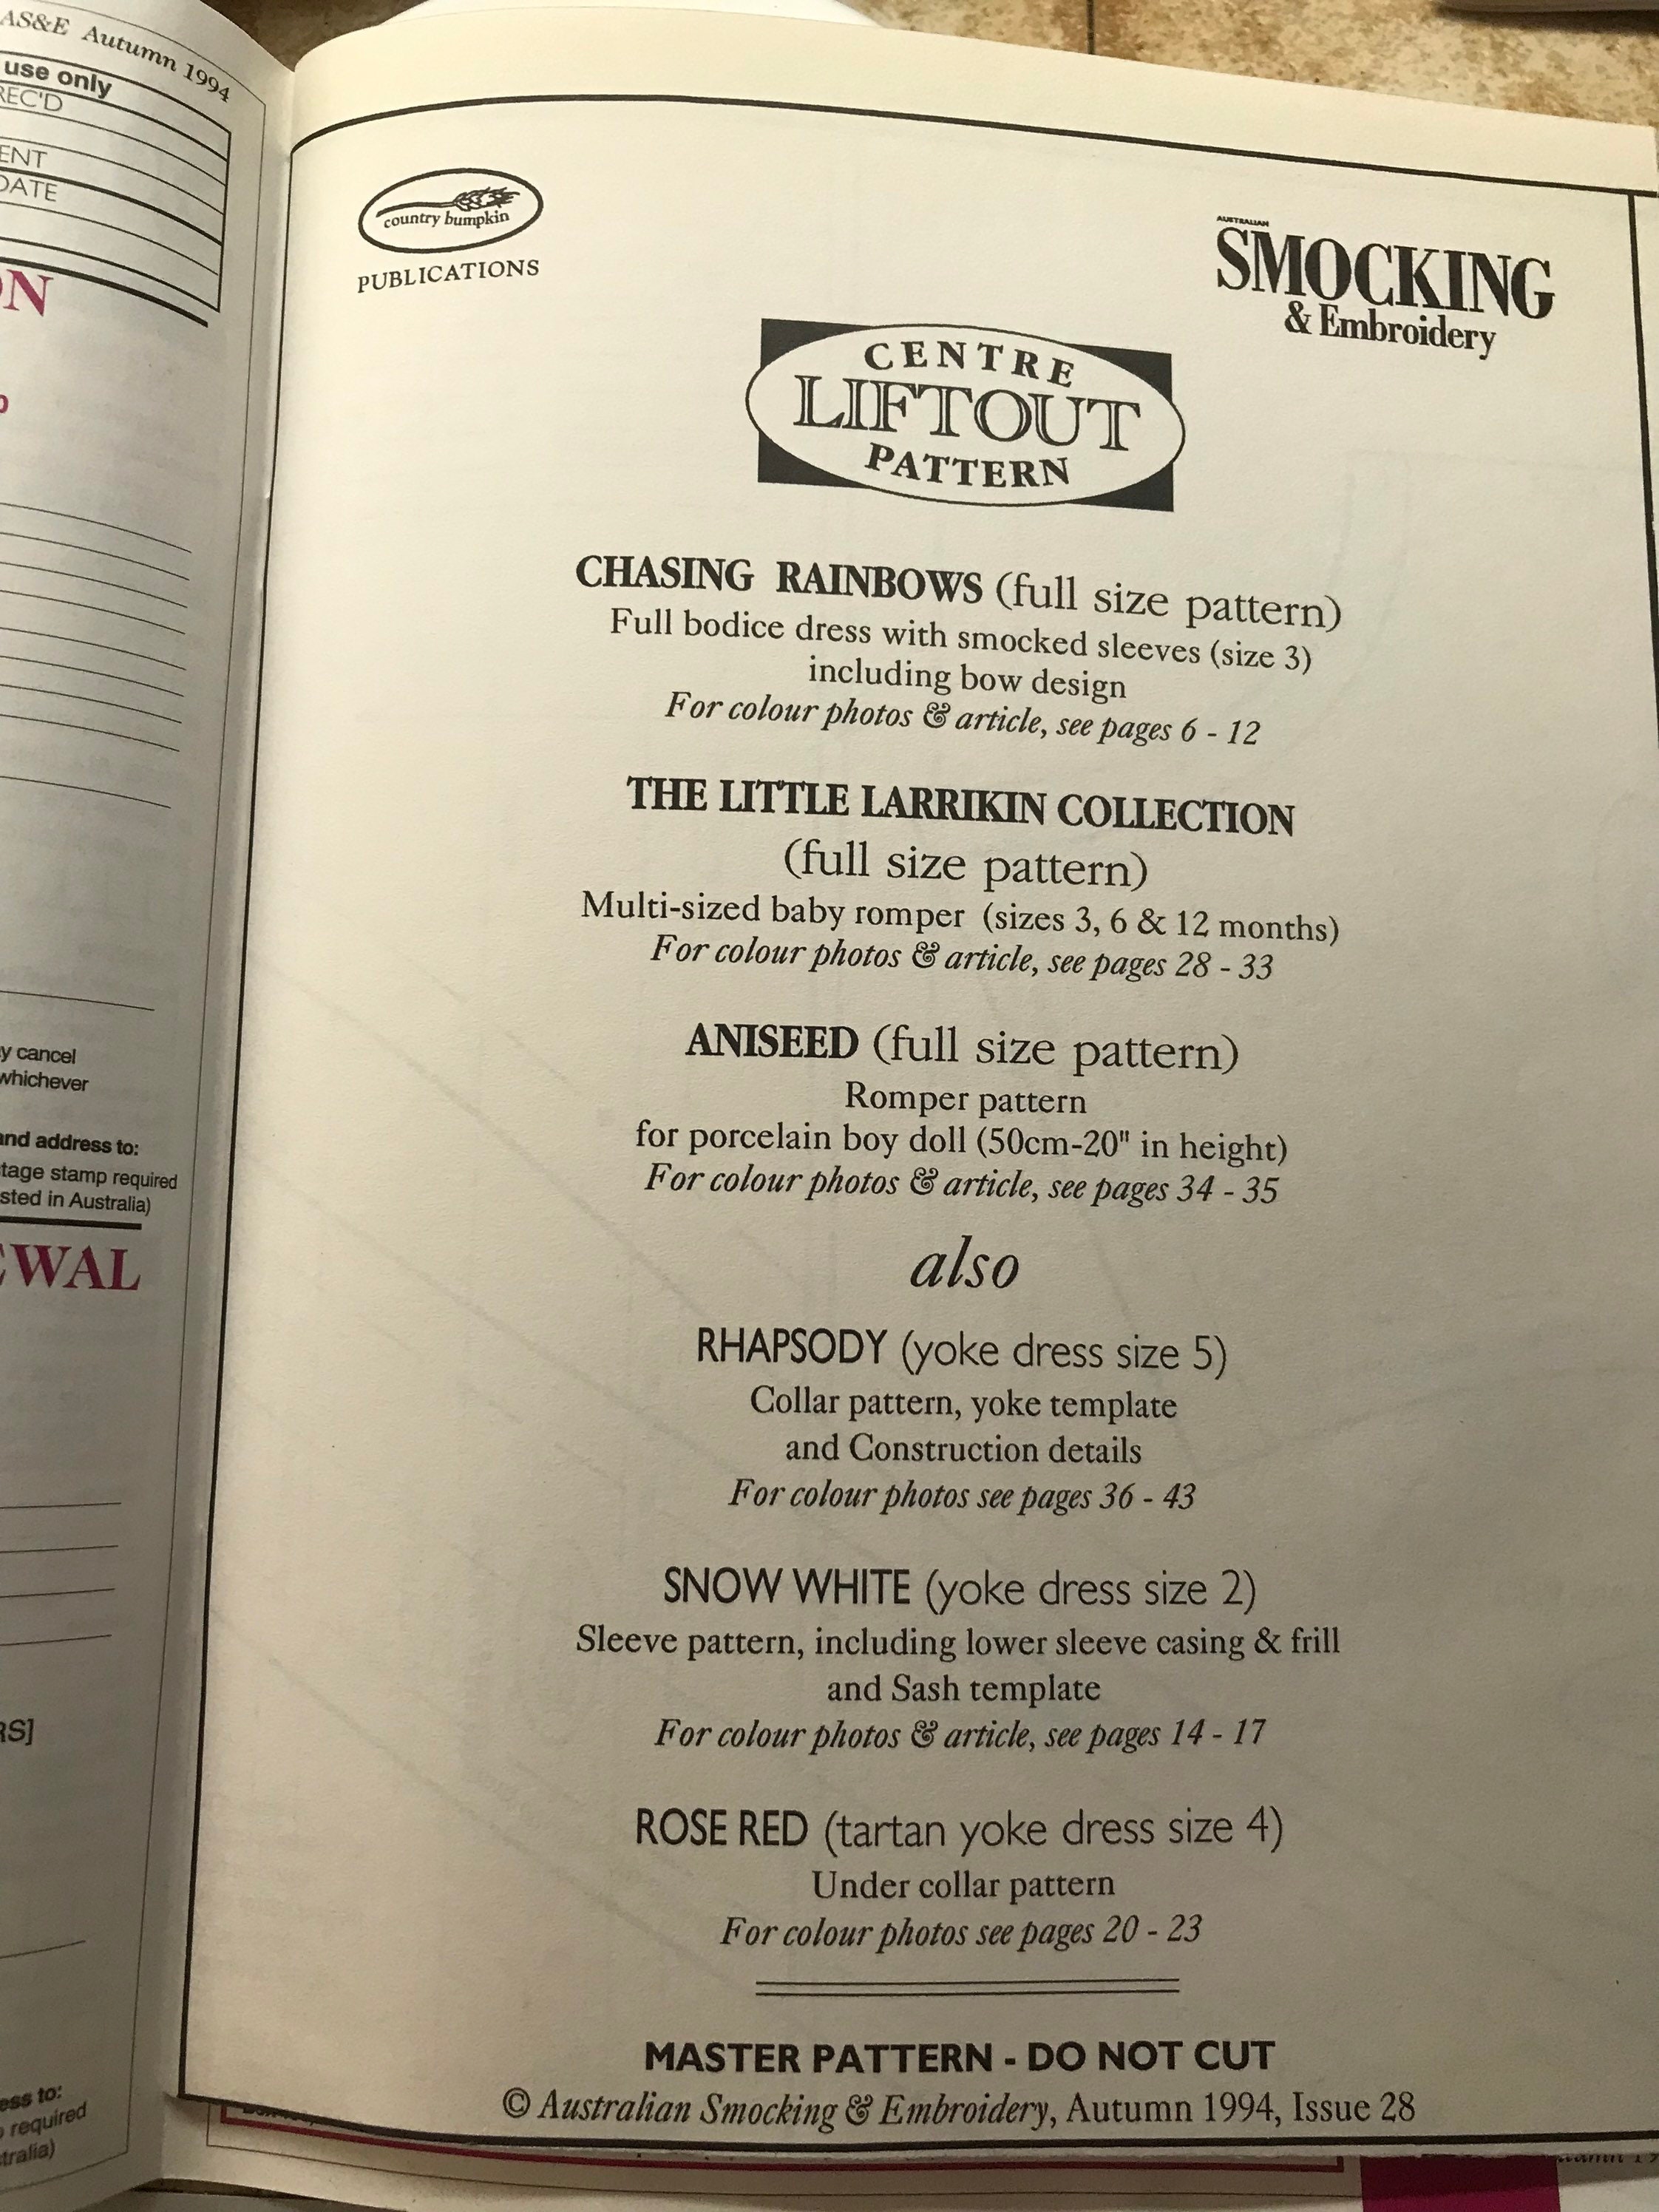 AS&E Autumn 1994
use only
REC'D
DATE
y cancel
whichever
and address to:
stamp required
in Australia)
required
country bumpkin
PUBLICATIONS
AUSTRALIAN
SMOCKING
& Embroidery
CENTRE
LIFTOUT
PATTERN
CHASING RAINBOWS (full size pattern)
Full bodice dress with smocked sleeves (size 3)
including bow design
For colour photos & article, see pages 6 - 12
THE LITTLE LARRIKIN COLLECTION
(full size pattern)
Multi-sized baby romper (sizes 3, 6 & 12 months)
For colour photos & article, see pages 28 - 33
ANISEED (full size pattern)
Romper pattern
for porcelain boy doll (50cm-20" in height)
For colour photos & article, see pages 34 - 35
also
RHAPSODY (yoke dress size 5)
Collar pattern, yoke template
and Construction details
For colour photos see pages 36 - 43
SNOW WHITE (yoke dress size 2)
Sleeve pattern, including lower sleeve casing & frill
and Sash template
For colour photos & article, see pages 14 - 17
ROSE RED (tartan yoke dress size 4)
Under collar pattern
For colour photos see pages 20 - 23
MASTER PATTERN - DO NOT CUT
© Australian Smocking & Embroidery, Autumn 1994, Issue 28